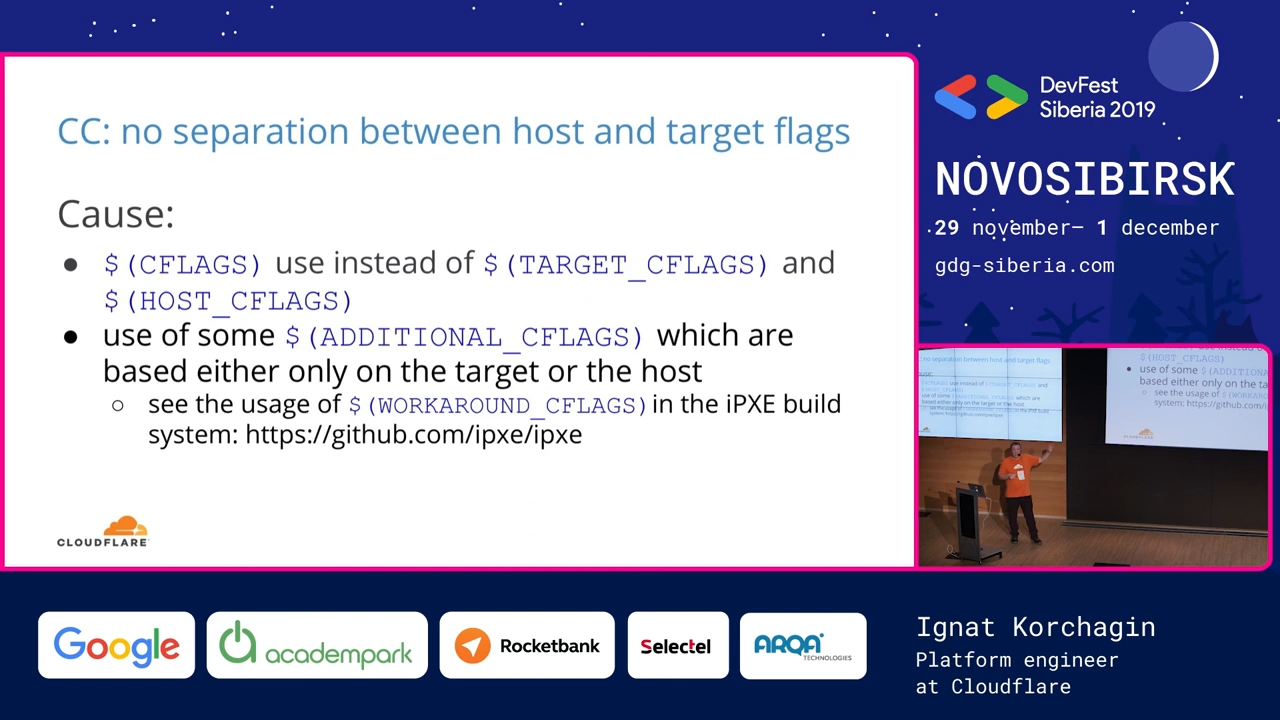 CC: no separation between host and target flags
Cause:
● $(CFLAGS) use instead of $(TARGET_CFLAGS) and
$(HOST_CFLAGS)
● use of some $(ADDITIONAL_CFLAGS) which are
based either only on the target or the host
○ see the usage of $(WORKAROUND_CFLAGS)in the iPXE build
system: https://github.com/ipxe/ipxe
CLOUDFLARE
DevFest
Siberia 2019
NOVOSIBIRSK
29 november– 1 december
gdg-siberia.com
Google
academpark
Rocketbank
Selectel
ARQA
TECHNOLOGIES
Ignat Korchagin
Platform engineer
at Cloudflare